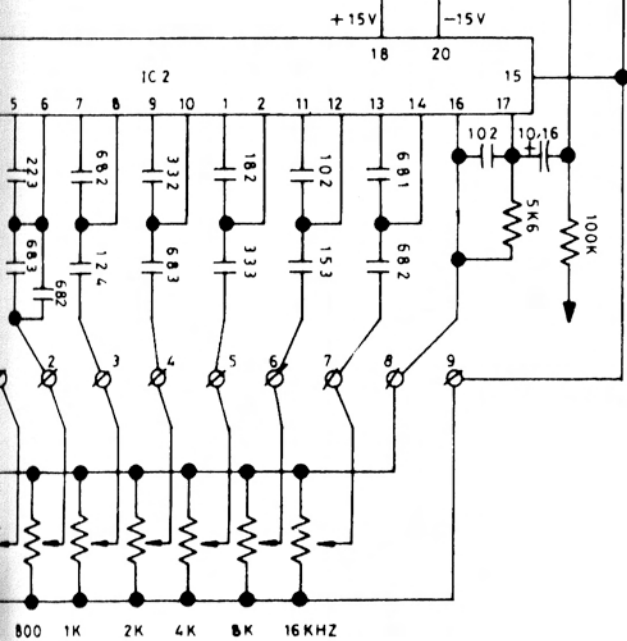 +15V -15V
18 20
IC 2 15
5 6 7 8 9 10 1 2 11 12 13 14 16 17
102 10,16
+
223 682 332 182 102 681
5K6 100K
683 124 683 333 153 682
682
2 3 4 5 6 7 8 9
800 1K 2K 4K 8K 16KHZ